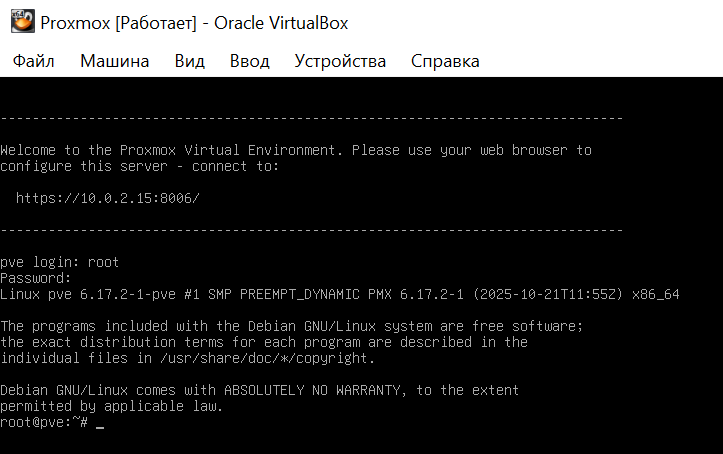 Proxmox [Работает] - Oracle VirtualBox
Файл Машина Вид Ввод Устройства Справка
------------------------------------------------------------------------------
Welcome to the Proxmox Virtual Environment. Please use your web browser to
configure this server - connect to:
https://10.0.2.15:8006/
------------------------------------------------------------------------------
pve login: root
Password:
Linux pve 6.17.2-1-pve #1 SMP PREEMPT_DYNAMIC PMX 6.17.2-1 (2025-10-21T11:55Z) x86_64
The programs included with the Debian GNU/Linux system are free software;
the exact distribution terms for each program are described in the
individual files in /usr/share/doc/*/copyright.
Debian GNU/Linux comes with ABSOLUTELY NO WARRANTY, to the extent
permitted by applicable law.
root@pve:~# _